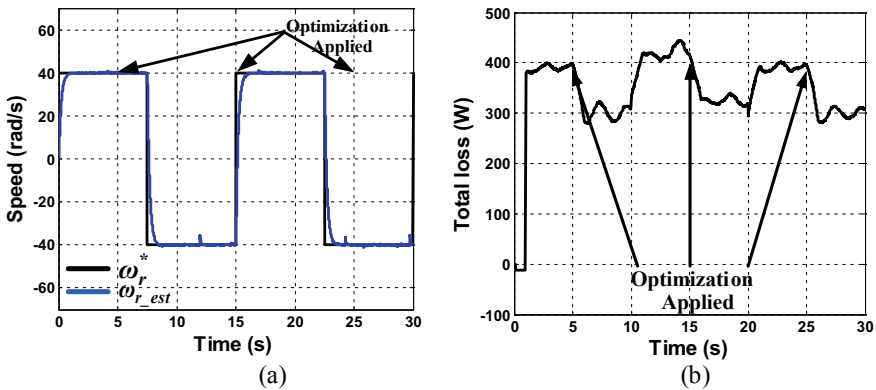 Optimization
Applied
Speed (rad/s)
60
40
20
0
-20
-40
-60
ω*r
ωr_est
0
5
10
15
20
25
30
Time (s)
(a)
Total loss (W)
500
400
300
200
100
0
-100
Optimization
Applied
0
5
10
15
20
25
30
Time (s)
(b)